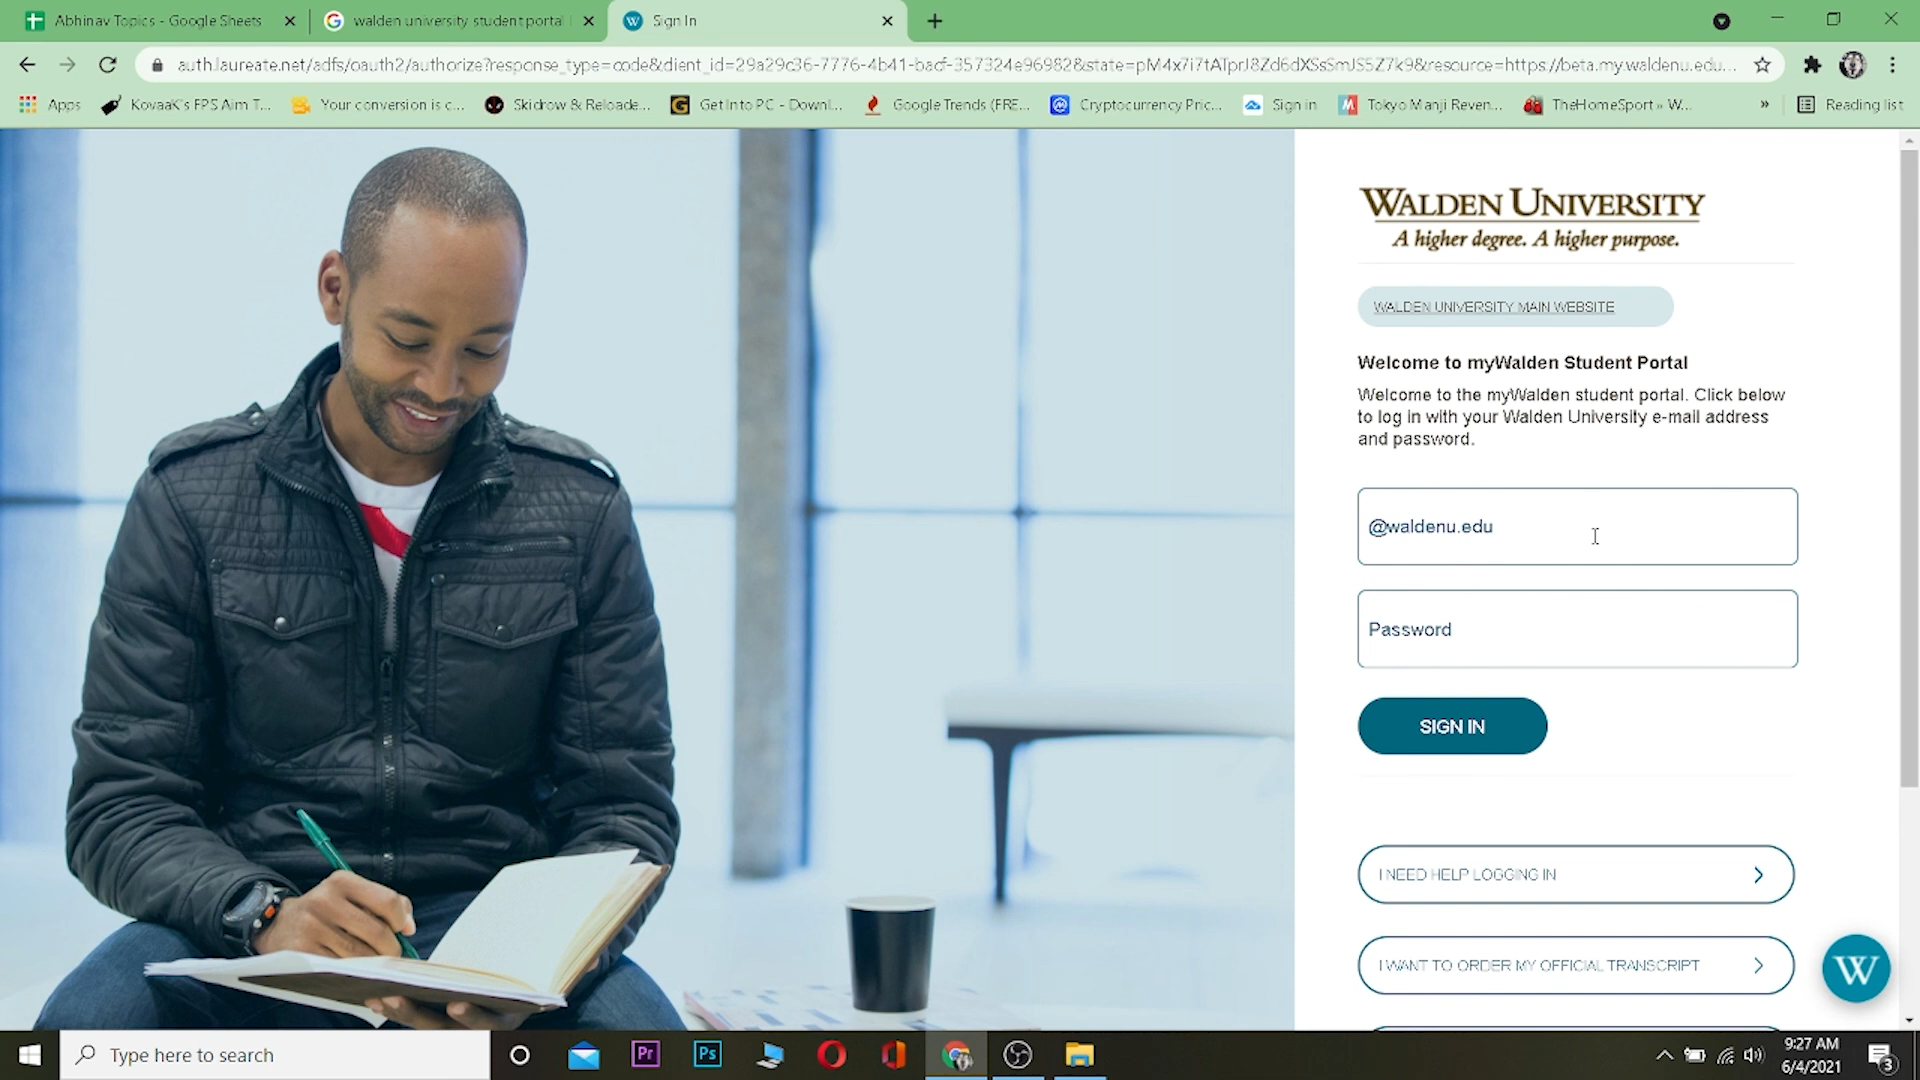 Abhinav Topics - Google Sheets
walden university student portal
Sign In
auth.laureate.net/adfs/oauth2/authorize?response_type=code&client_id=29a29c36-7776-4b41-bacf-357324e96982&state=pM4x7i7tATprJ8Zd6dXSsSmJS5Z7k9&resource=https://beta.my.waldenu.edu...
Apps
KovaaK's FPS Aim T...
Your conversion is c...
Skidrow & Reloade...
Get Into PC - Downl...
Google Trends (FRE...
Cryptocurrency Pric...
Sign in
Tokyo Manji Reven...
TheHomeSport » W...
»
Reading list
WALDEN UNIVERSITY
A higher degree. A higher purpose.
WALDEN UNIVERSITY MAIN WEBSITE
Welcome to myWalden Student Portal
Welcome to the myWalden student portal. Click below
to log in with your Walden University e-mail address
and password.
@waldenu.edu
Password
SIGN IN
I NEED HELP LOGGING IN
I WANT TO ORDER MY OFFICIAL TRANSCRIPT
W
Type here to search
Pr
Ps
9:27 AM
6/4/2021
3